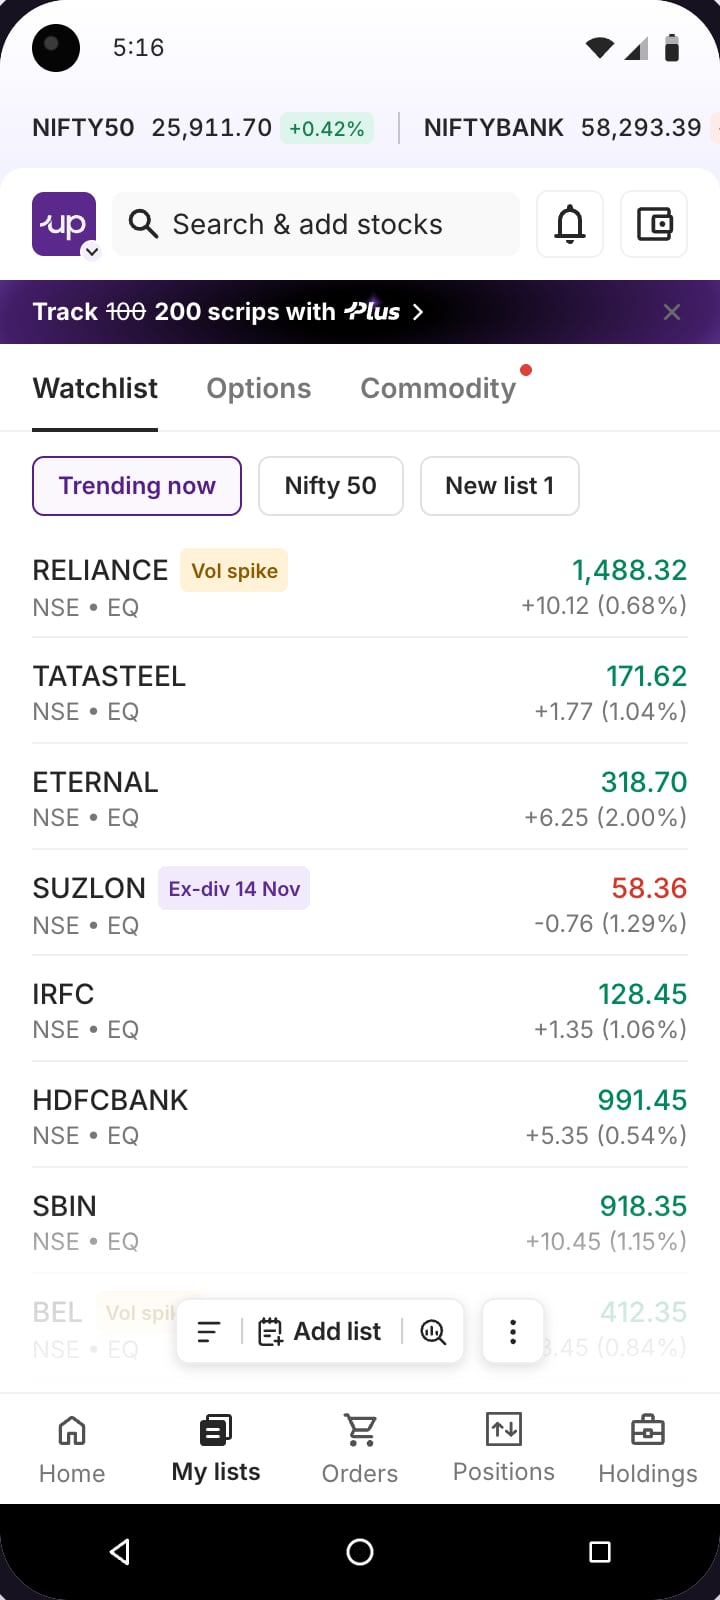 5:16
NIFTY50 25,911.70 +0.42% NIFTYBANK 58,293.39
up Search & add stocks
Track 100 200 scrips with Plus
Watchlist Options Commodity
Trending now Nifty 50 New list 1
RELIANCE Vol spike 1,488.32
NSE • EQ +10.12 (0.68%)
TATASTEEL 171.62
NSE • EQ +1.77 (1.04%)
ETERNAL 318.70
NSE • EQ +6.25 (2.00%)
SUZLON Ex-div 14 Nov 58.36
NSE • EQ -0.76 (1.29%)
IRFC 128.45
NSE • EQ +1.35 (1.06%)
HDFCBANK 991.45
NSE • EQ +5.35 (0.54%)
SBIN 918.35
NSE • EQ +10.45 (1.15%)
BEL Vol 412.35
NSE • EQ .45 (0.84%)
Add list
Home My lists Orders Positions Holdings